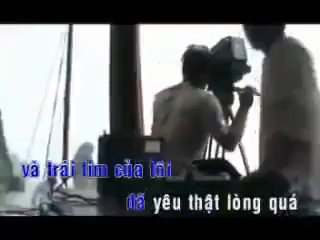 và trái tim của tôi
đã yêu thật lòng quá